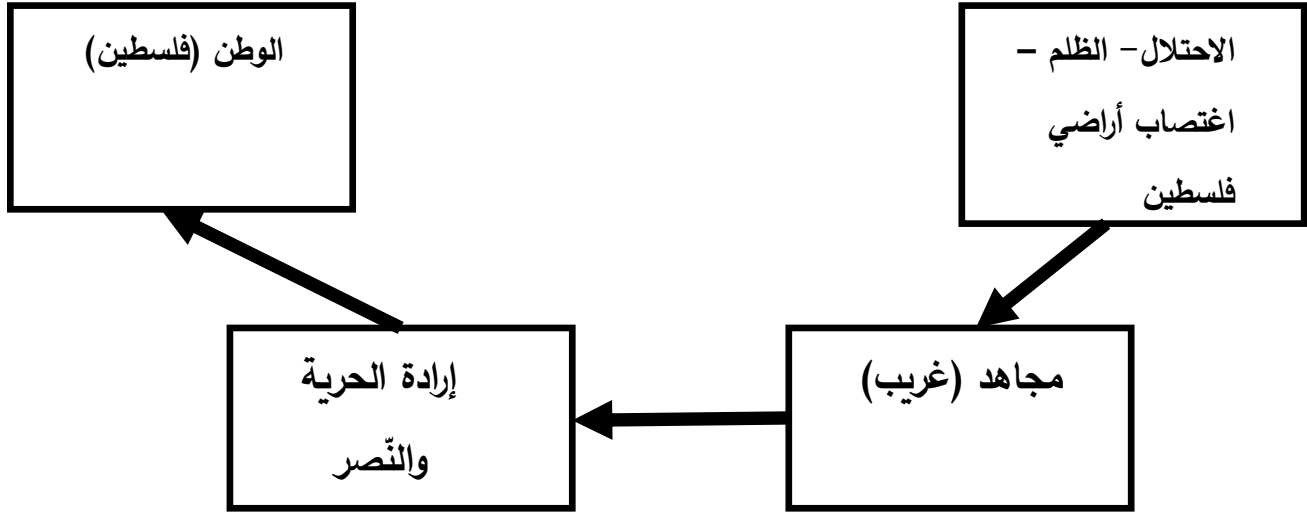 الاحتلال- الظلم –
اغتصاب أراضي
فلسطين
مجاهد (غريب)
إرادة الحرية
والنّصر
الوطن (فلسطين)